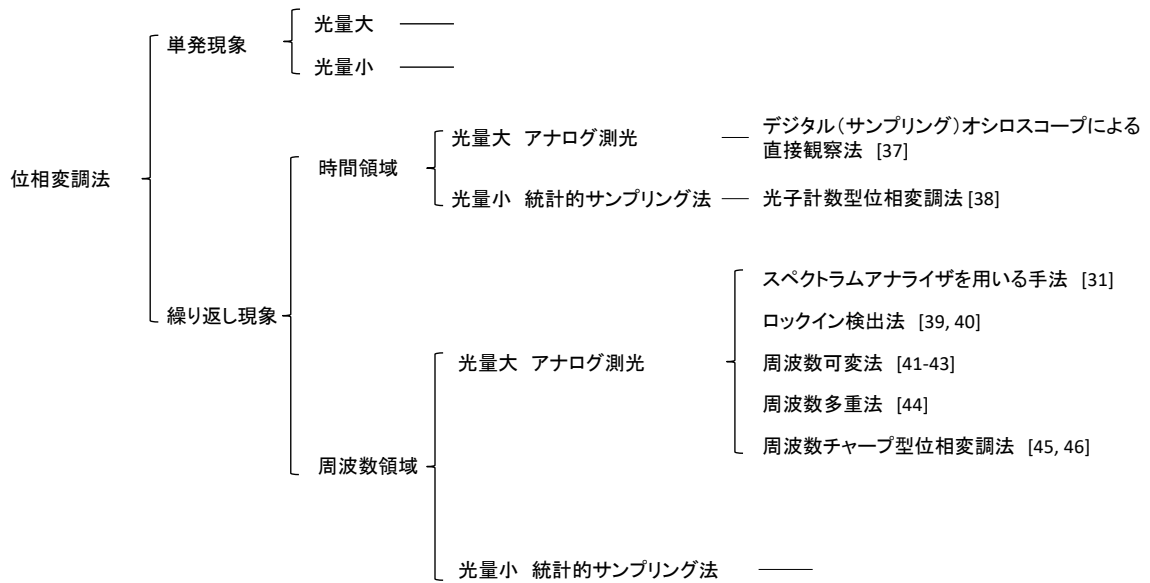 光量大
単発現象
光量小
デジタル(サンプリング)オシロスコープによる
直接観察法 [37]
光量大 アナログ測光
時間領域
位相変調法
光量小 統計的サンプリング法
光子計数型位相変調法 [38]
スペクトラムアナライザを用いる手法 [31]
繰り返し現象
ロックイン検出法 [39, 40]
光量大 アナログ測光
周波数可変法 [41-43]
周波数多重法 [44]
周波数チャープ型位相変調法 [45, 46]
周波数領域
光量小 統計的サンプリング法